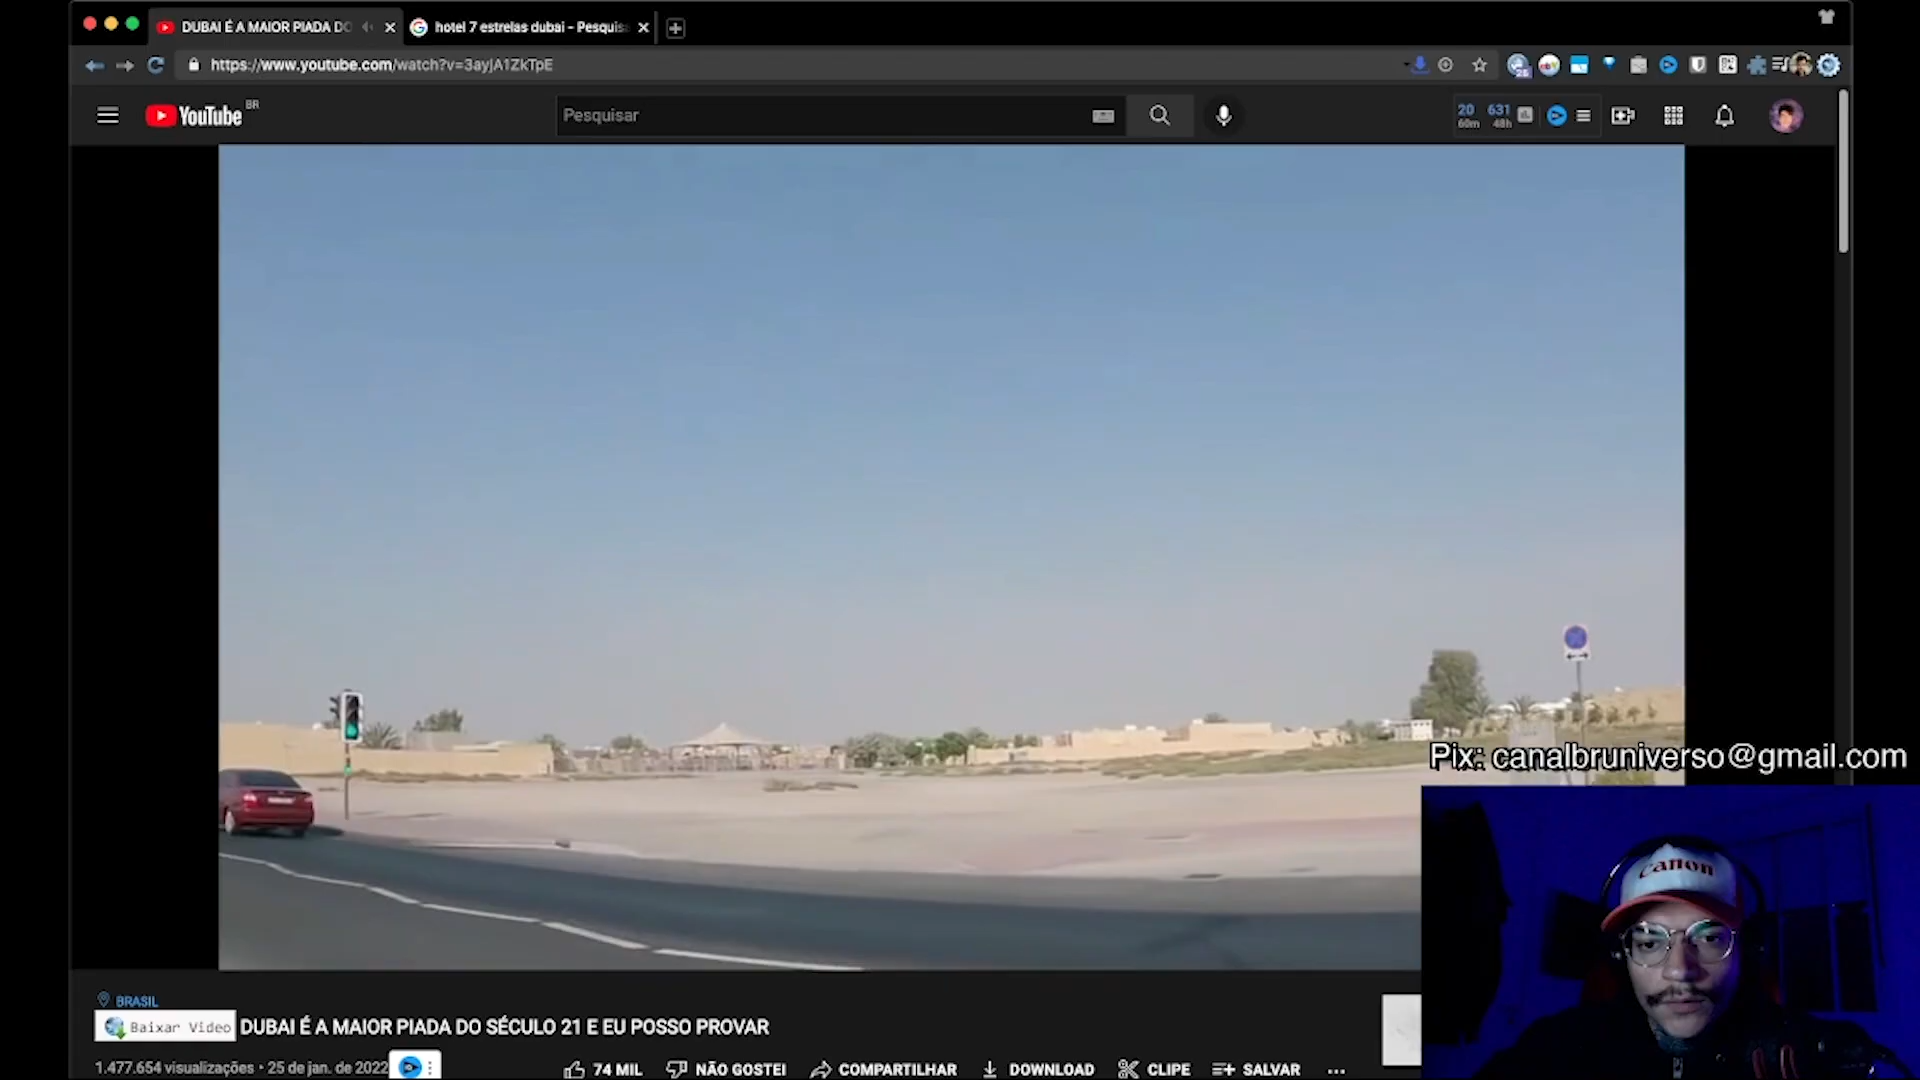 DUBAI É A MAIOR PIADA DO
hotel 7 estrelas dubai - Pesquis
https://www.youtube.com/watch?v=3ayjA1ZkTpE
YouTube BR
Pesquisar
20 60m 631 48h
Pix: canalbruniverso@gmail.com
Canon
BRASIL
Baixar Video DUBAI É A MAIOR PIADA DO SÉCULO 21 E EU POSSO PROVAR
1.477.654 visualizações • 25 de jan. de 2022
74 MIL NÃO GOSTEI COMPARTILHAR DOWNLOAD CLIPE SALVAR